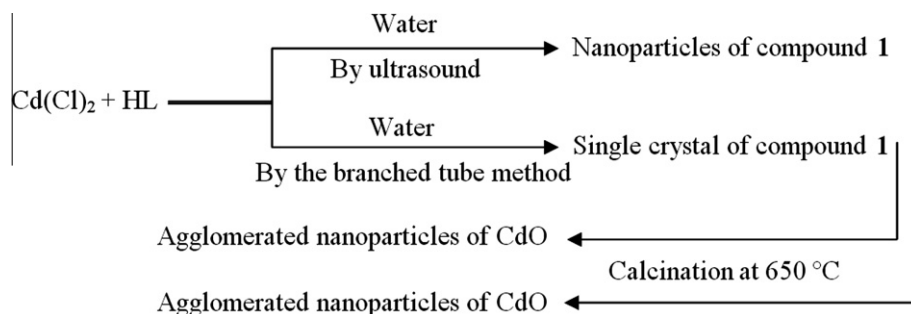 Water
Nanoparticles of compound 1
By ultrasound
Cd(Cl)₂ + HL
Water
Single crystal of compound 1
By the branched tube method
Agglomerated nanoparticles of CdO
Calcination at 650 °C
Agglomerated nanoparticles of CdO